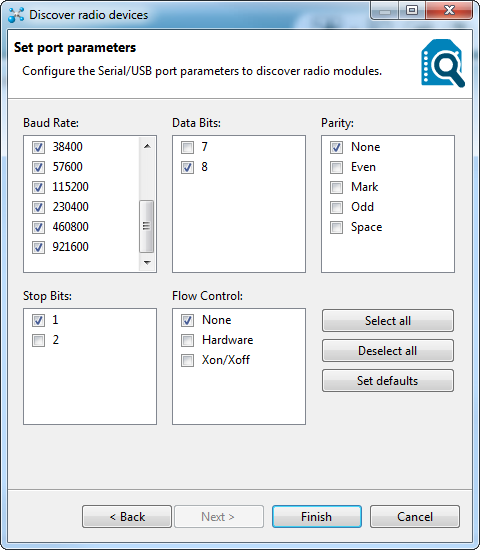 Discover radio devices
Set port parameters
Configure the Serial/USB port parameters to discover radio modules.
Baud Rate:
38400
57600
115200
230400
460800
921600
Data Bits:
7
8
Parity:
None
Even
Mark
Odd
Space
Stop Bits:
1
2
Flow Control:
None
Hardware
Xon/Xoff
Select all
Deselect all
Set defaults
< Back
Next >
Finish
Cancel